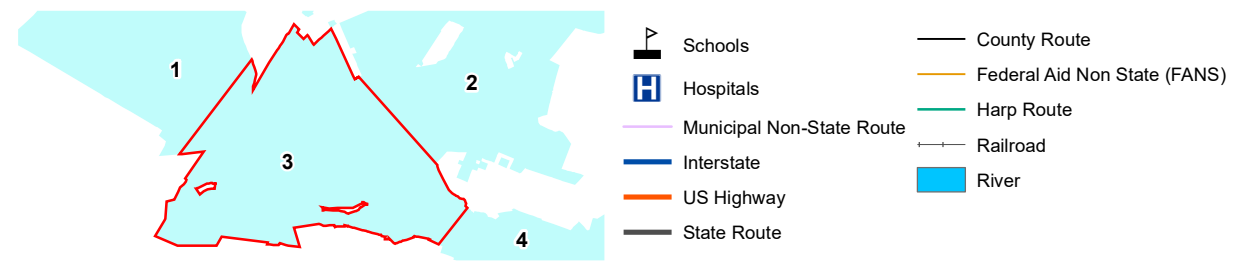 1
2
3
4
Schools
H
Hospitals
Municipal Non-State Route
Interstate
US Highway
State Route
County Route
Federal Aid Non State (FANS)
Harp Route
Railroad
River